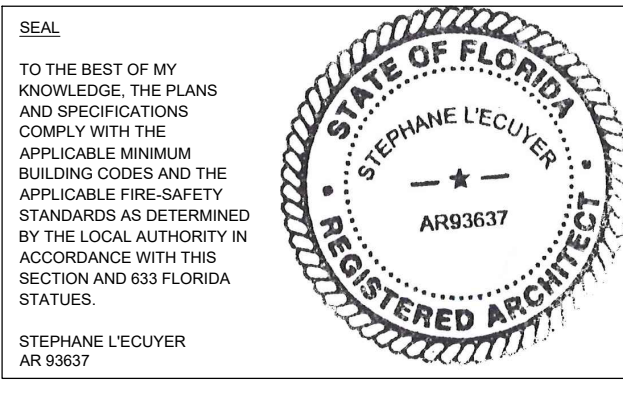 SEAL
TO THE BEST OF MY
KNOWLEDGE, THE PLANS
AND SPECIFICATIONS
COMPLY WITH THE
APPLICABLE MINIMUM
BUILDING CODES AND THE
APPLICABLE FIRE-SAFETY
STANDARDS AS DETERMINED
BY THE LOCAL AUTHORITY IN
ACCORDANCE WITH THIS
SECTION AND 633 FLORIDA
STATUES.
STEPHANE L'ECUYER
AR 93637
STATE OF FLORIDA
STEPHANE L'ECUYER
AR93637
REGISTERED ARCHITECT